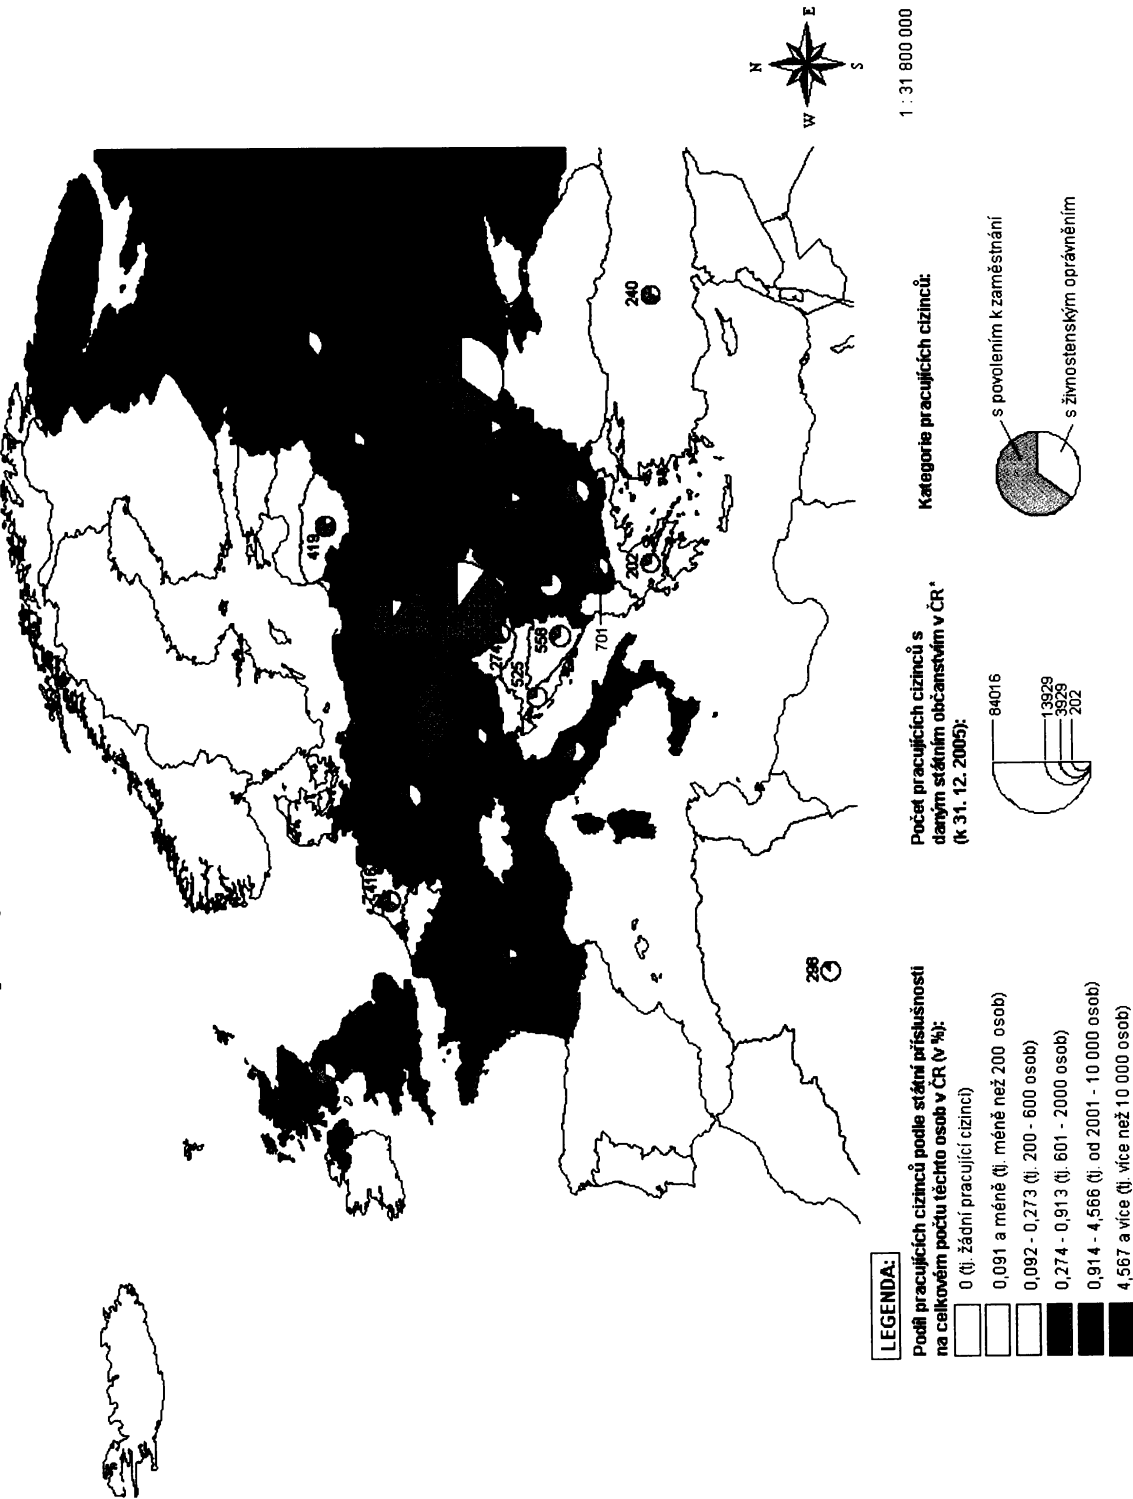 N
W
E
S
1 : 31 800 000
419
416
274
525
556
701
202
240
296
LEGENDA:
Podíl pracujících cizinců podle státní příslušnosti
na celkovém počtu těchto osob v ČR (v %):
0 (tj. žádní pracující cizinci)
0,091 a méně (tj. méně než 200 osob)
0,092 - 0,273 (tj. 200 - 600 osob)
0,274 - 0,913 (tj. 601 - 2000 osob)
0,914 - 4,566 (tj. od 2001 - 10 000 osob)
4,567 a více (tj. více než 10 000 osob)
Počet pracujících cizinců s
daným státním občanstvím v ČR*
(k 31. 12. 2005):
84016
13929
3929
202
Kategorie pracujících cizinců:
s povolením k zaměstnání
s živnostenským oprávněním